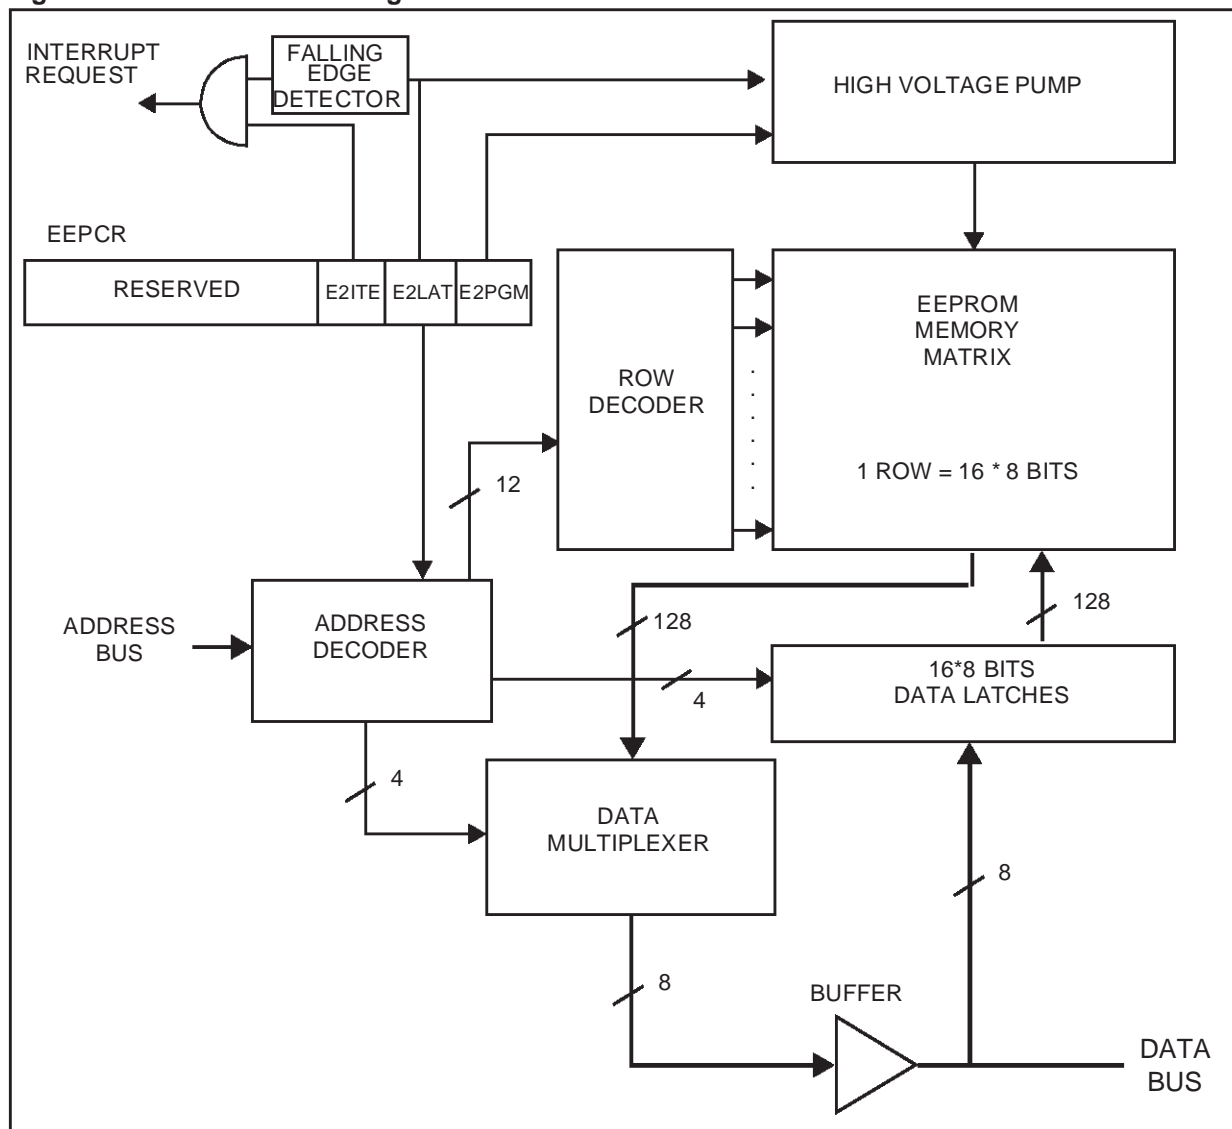 INTERRUPT
REQUEST
FALLING
EDGE
DETECTOR
HIGH VOLTAGE PUMP
EEPCR
RESERVED
E2ITE
E2LAT
E2PGM
ROW
DECODER
EEPROM
MEMORY
MATRIX
1 ROW = 16 * 8 BITS
12
ADDRESS
BUS
ADDRESS
DECODER
128
128
4
16*8 BITS
DATA LATCHES
4
DATA
MULTIPLEXER
8
8
BUFFER
DATA
BUS